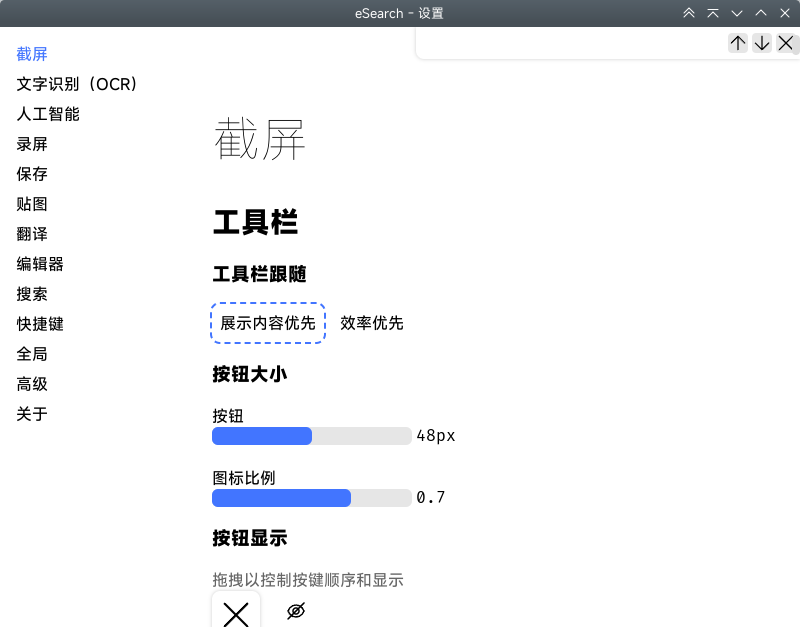 eSearch - 设置
截屏
文字识别（OCR）
人工智能
录屏
保存
贴图
翻译
编辑器
搜索
快捷键
全局
高级
关于
截屏
工具栏
工具栏跟随
展示内容优先 效率优先
按钮大小
按钮
48px
图标比例
0.7
按钮显示
拖拽以控制按键顺序和显示